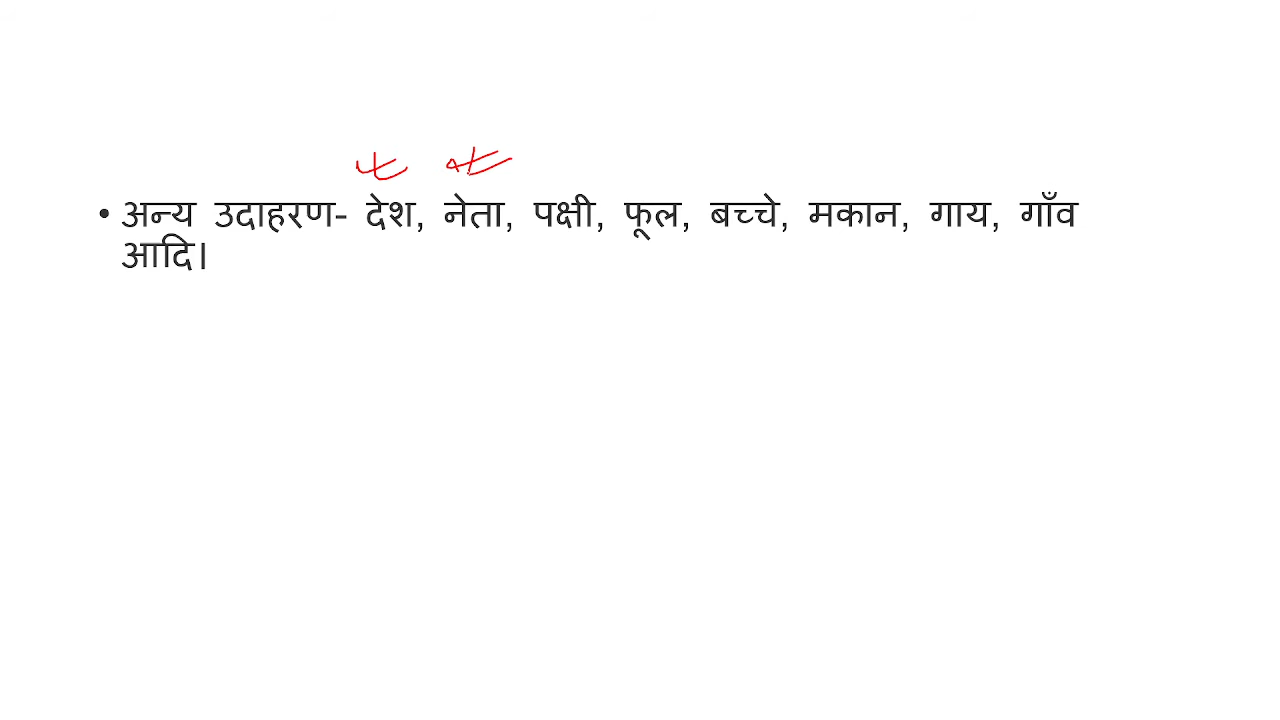 • अन्य उदाहरण- देश, नेता, पक्षी, फूल, बच्चे, मकान, गाय, गाँव
आदि।